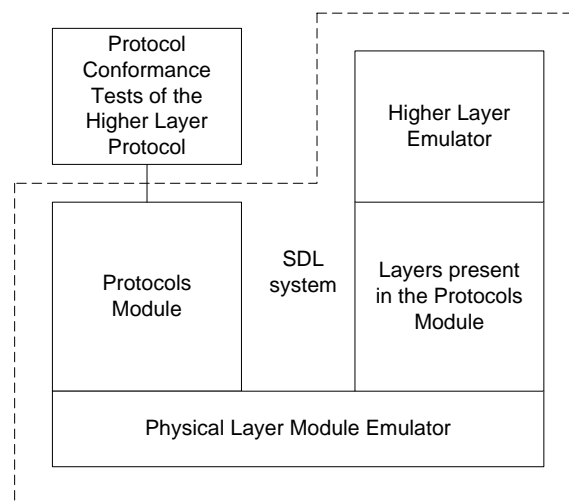 Protocol
Conformance
Tests of the
Higher Layer
Protocol
Higher Layer
Emulator
Protocols
Module
SDL
system
Layers present
in the Protocols
Module
Physical Layer Module Emulator